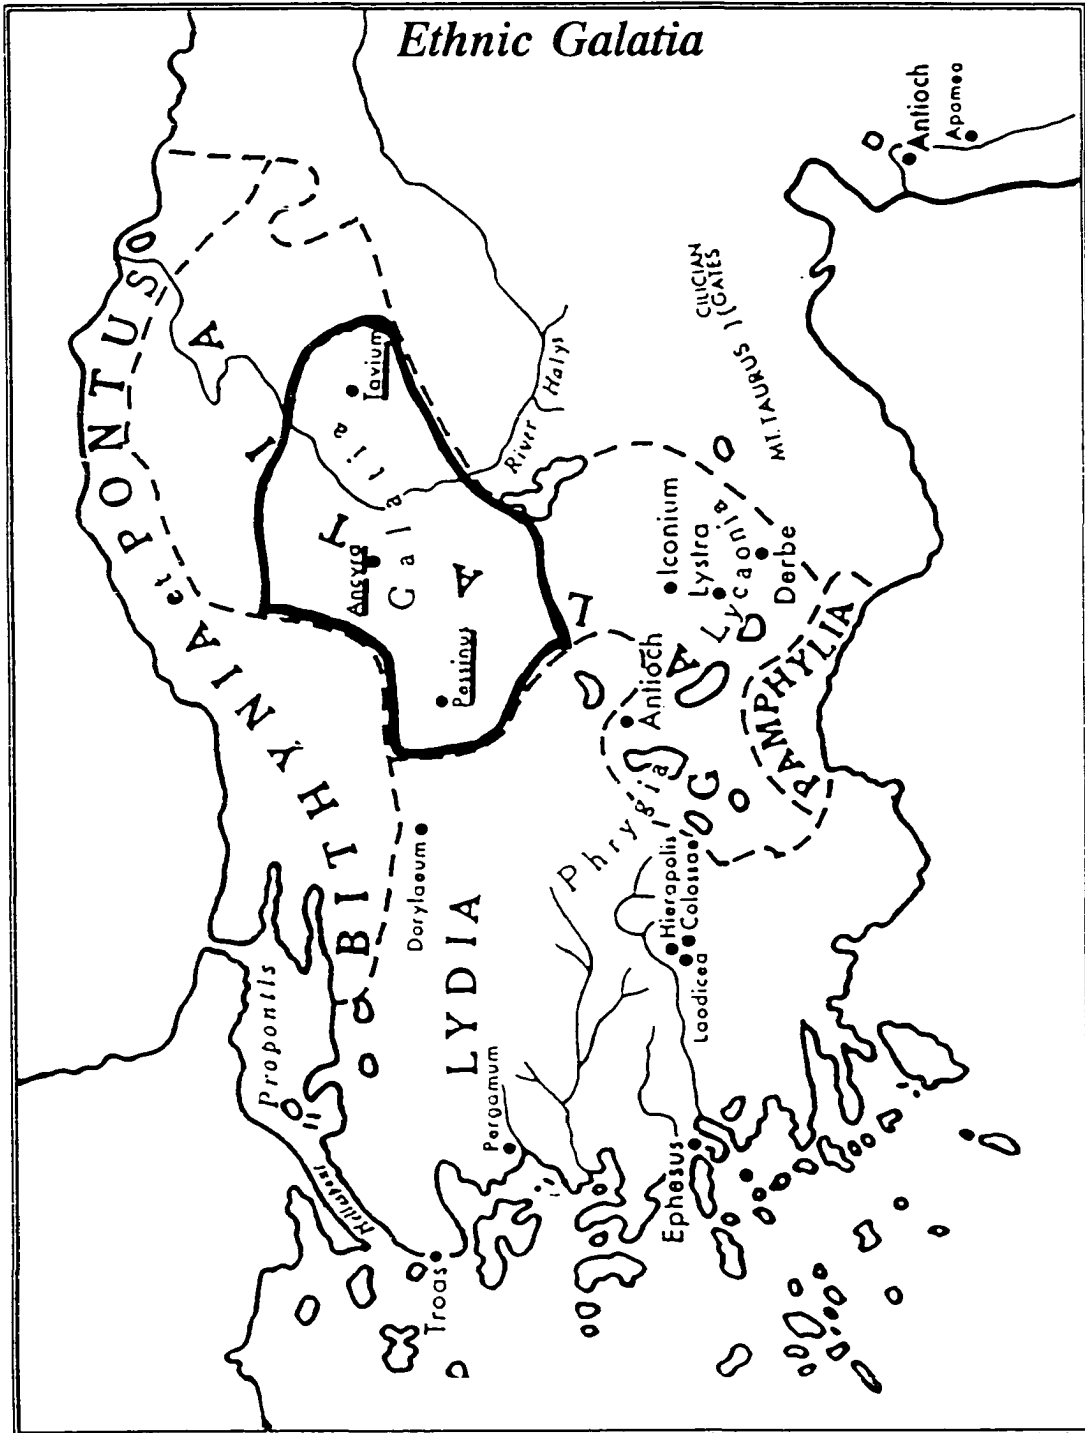 Ethnic Galatia
BITHYNIA et PONTUS
GALATIA
Galatia
LYDIA
PAMPHYLIA
Phrygia
Lycaonia
Propontis
Hellespont
Troas
Pergamum
Ephesus
Dorylaeum
Hierapolis
Colossae
Laodicea
Pessinus
Ancyra
Tavium
River Halys
Antioch
Iconium
Lystra
Derbe
MT. TAURUS
CILICIAN
GATES
Antioch
Apamea